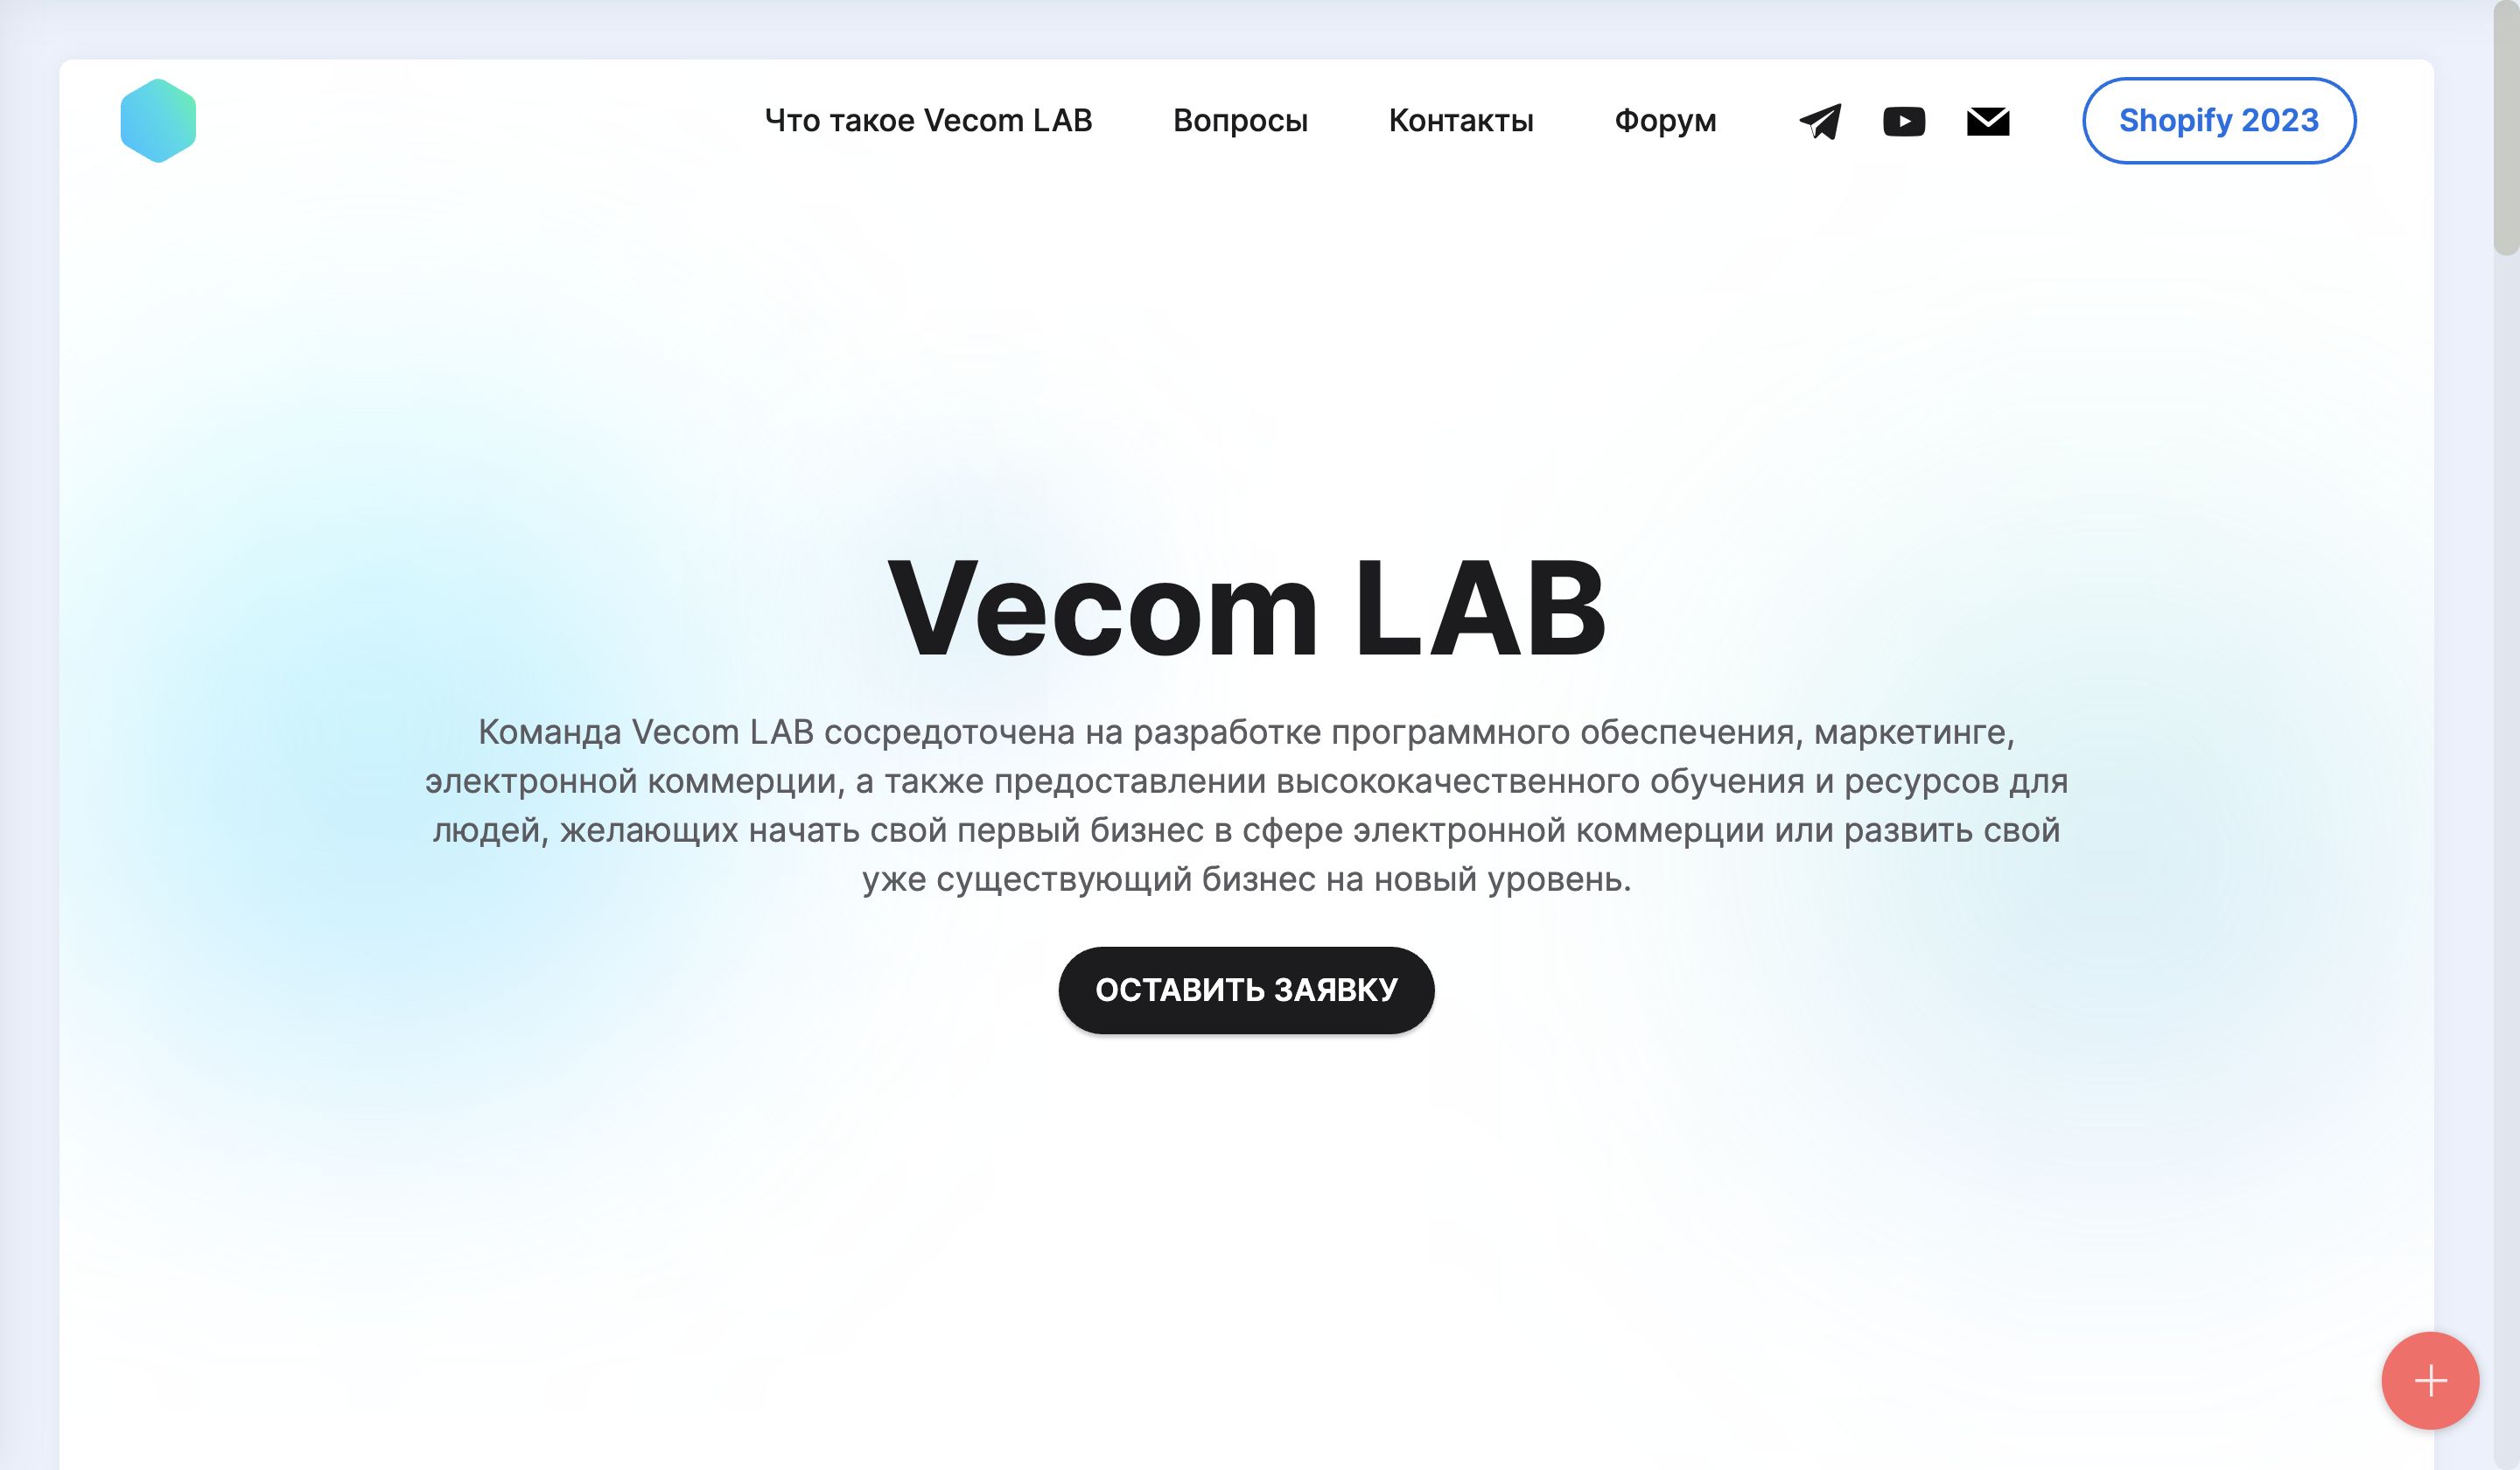 Что такое Vecom LAB
Вопросы
Контакты
Форум
Shopify 2023
Vecom LAB
Команда Vecom LAB сосредоточена на разработке программного обеспечения, маркетинге,
электронной коммерции, а также предоставлении высококачественного обучения и ресурсов для
людей, желающих начать свой первый бизнес в сфере электронной коммерции или развить свой
уже существующий бизнес на новый уровень.
ОСТАВИТЬ ЗАЯВКУ